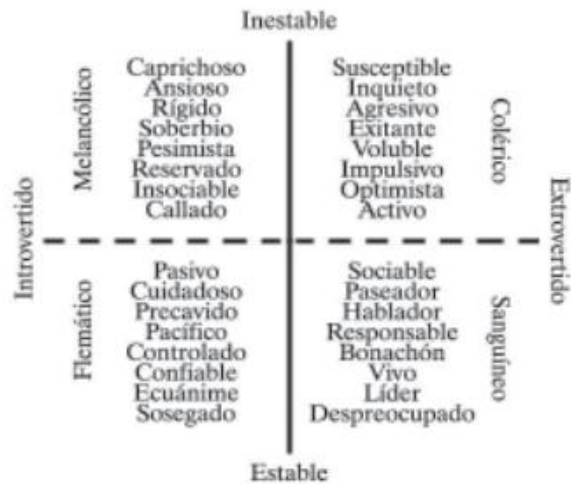 Inestable
Melancólico
Caprichoso
Ansioso
Rígido
Soberbio
Pesimista
Reservado
Insociable
Callado
Susceptible
Inquieto
Agresivo
Exitante
Voluble
Impulsivo
Optimista
Activo
Colérico
Introvertido
Extrovertido
Flemático
Pasivo
Cuidadoso
Precavido
Pacífico
Controlado
Confiable
Ecuánime
Sosegado
Sociable
Paseador
Hablador
Responsable
Bonachón
Vivo
Líder
Despreocupado
Sanguíneo
Estable